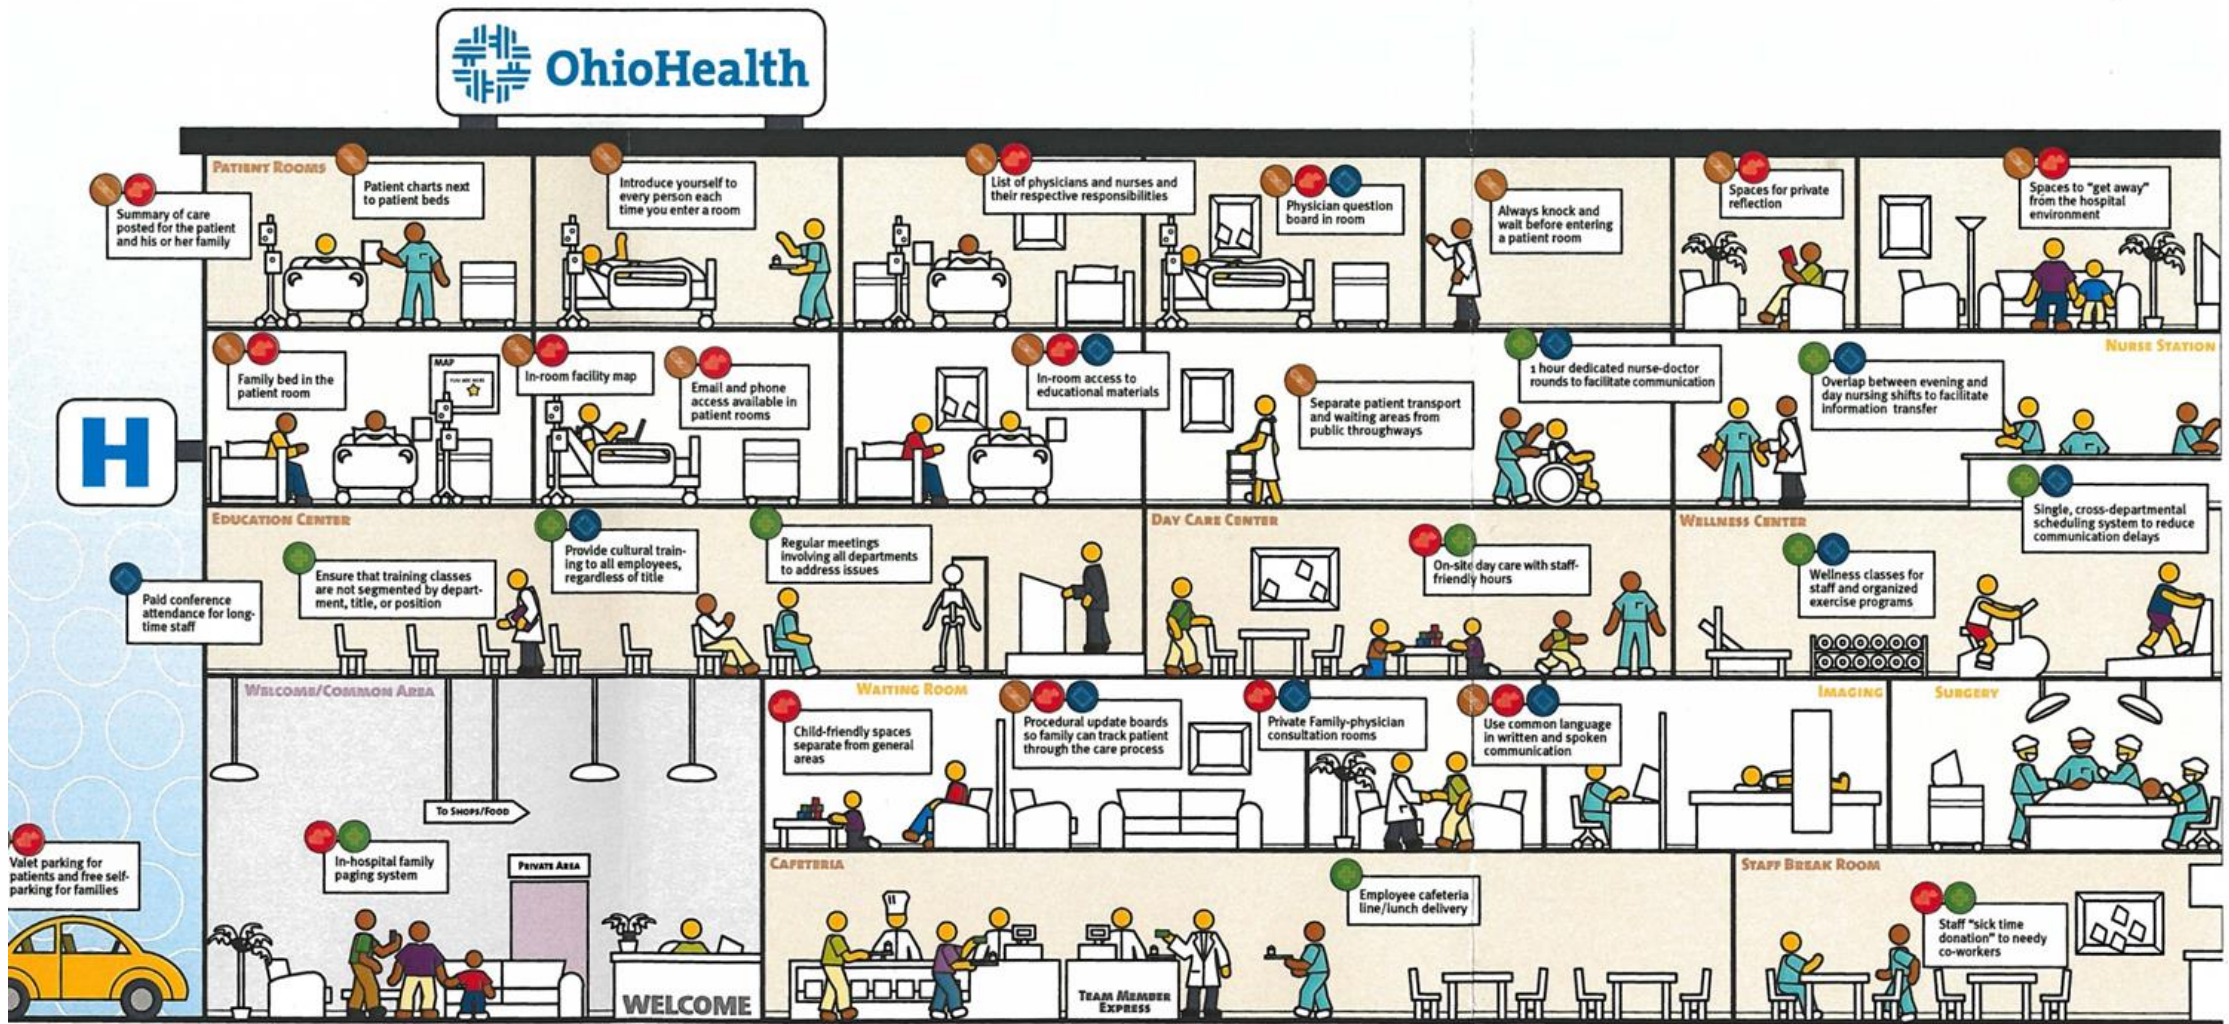 OhioHealth
PATIENT ROOMS
Summary of care
posted for the patient
and his or her family
Patient charts next
to patient beds
Introduce yourself to
every person each
time you enter a room
List of physicians and nurses and
their respective responsibilities
Physician question
board in room
Always knock and
wait before entering
a patient room
Spaces for private
reflection
Spaces to "get away"
from the hospital
environment
H
Family bed in the
patient room
MAP
YOU ARE HERE
In-room facility map
Email and phone
access available in
patient rooms
In-room access to
educational materials
Separate patient transport
and waiting areas from
public throughways
1 hour dedicated nurse-doctor
rounds to facilitate communication
NURSE STATION
Overlap between evening and
day nursing shifts to facilitate
information transfer
Single, cross-departmental
scheduling system to reduce
communication delays
EDUCATION CENTER
Paid conference
attendance for long-
time staff
Ensure that training classes
are not segmented by depart-
ment, title, or position
Provide cultural train-
ing to all employees,
regardless of title
Regular meetings
involving all departments
to address issues
DAY CARE CENTER
On-site day care with staff-
friendly hours
WELLNESS CENTER
Wellness classes for
staff and organized
exercise programs
WELCOME/COMMON AREA
TO SHOPS/FOOD
Valet parking for
patients and free self-
parking for families
In-hospital family
paging system
PRIVATE AREA
WELCOME
WAITING ROOM
Child-friendly spaces
separate from general
areas
Procedural update boards
so family can track patient
through the care process
Private Family-physician
consultation rooms
Use common language
in written and spoken
communication
IMAGING
SURGERY
CAFETERIA
TEAM MEMBER
EXPRESS
Employee cafeteria
line/lunch delivery
STAFF BREAK ROOM
Staff "sick time
donation" to needy
co-workers